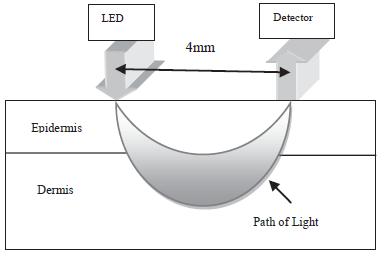 LED
Detector
4mm
Epidermis
Dermis
Path of Light